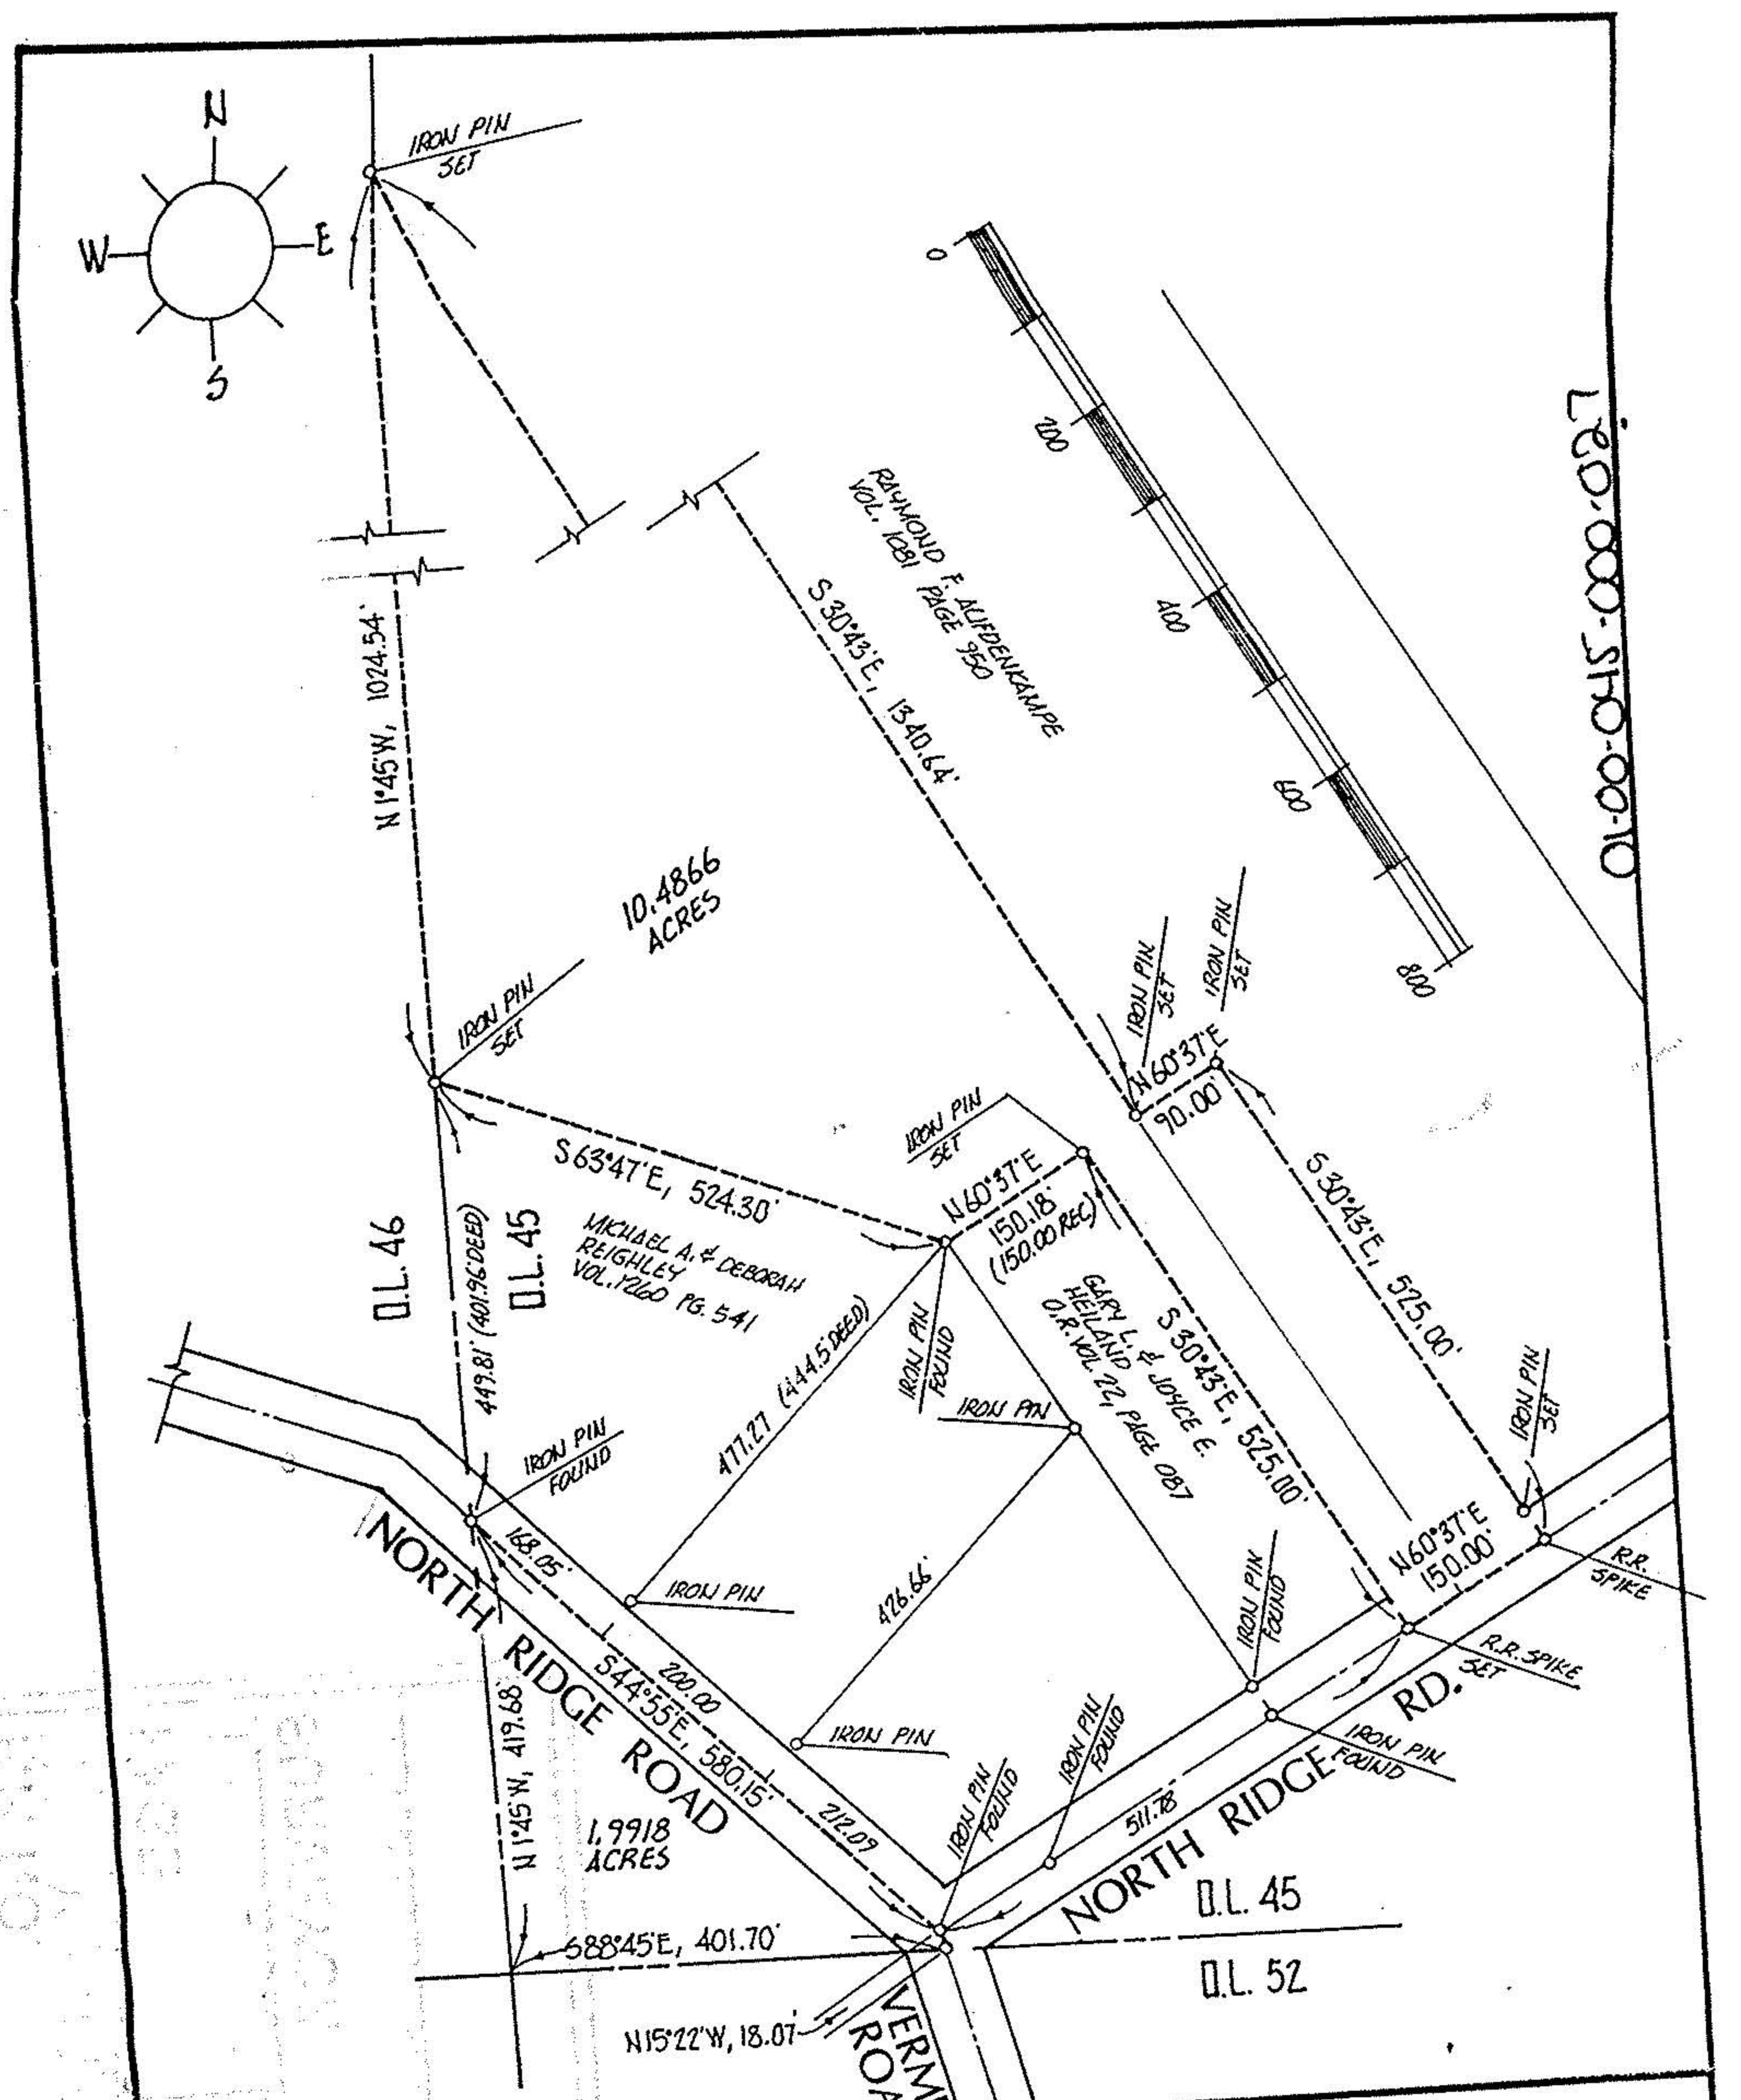 N
W
E
S
IRON PIN
SET
0
200
400
600
800
01-00-045-000-027
RAYMOND F. AUFDENKAMPE
VOL. 1081 PAGE 950
S 30°43'E, 1340.64'
N 1°45'W, 1024.54'
10.4866
ACRES
IRON PIN
SET
IRON PIN
SET
IRON PIN
SET
N 60°37'E
90.00'
IRON PIN
SET
N 60°37'E
150.18'
(150.00 REC)
S 63°47'E, 524.30'
S 30°43'E, 525.00'
O.L. 46
449.81' (401.96' DEED)
O.L. 45
MICHAEL A. & DEBORAH
REIGHLEY
VOL. 1260 PG. 541
GARY L. & JOYCE E.
HEILAND
O.R. VOL. 22, PAGE 087
S 30°43'E, 525.00'
IRON PIN
FOUND
477.27 (444.5' DEED)
IRON PIN
IRON PIN
SET
IRON PIN
FOUND
168.05'
IRON PIN
426.66'
IRON PIN
FOUND
N 60°37'E
150.00'
R.R.
SPIKE
R.R. SPIKE
SET
NORTH RIDGE ROAD
200.00
S 44°55'E, 580.15'
IRON PIN
212.09
N 1°45'W, 419.68'
1.9918
ACRES
IRON PIN
FOUND
IRON PIN
FOUND
IRON PIN
FOUND
511.78'
NORTH RIDGE RD.
O.L. 45
S 88°45'E, 401.70'
O.L. 52
N 15°22'W, 18.07'
VERM
ROA